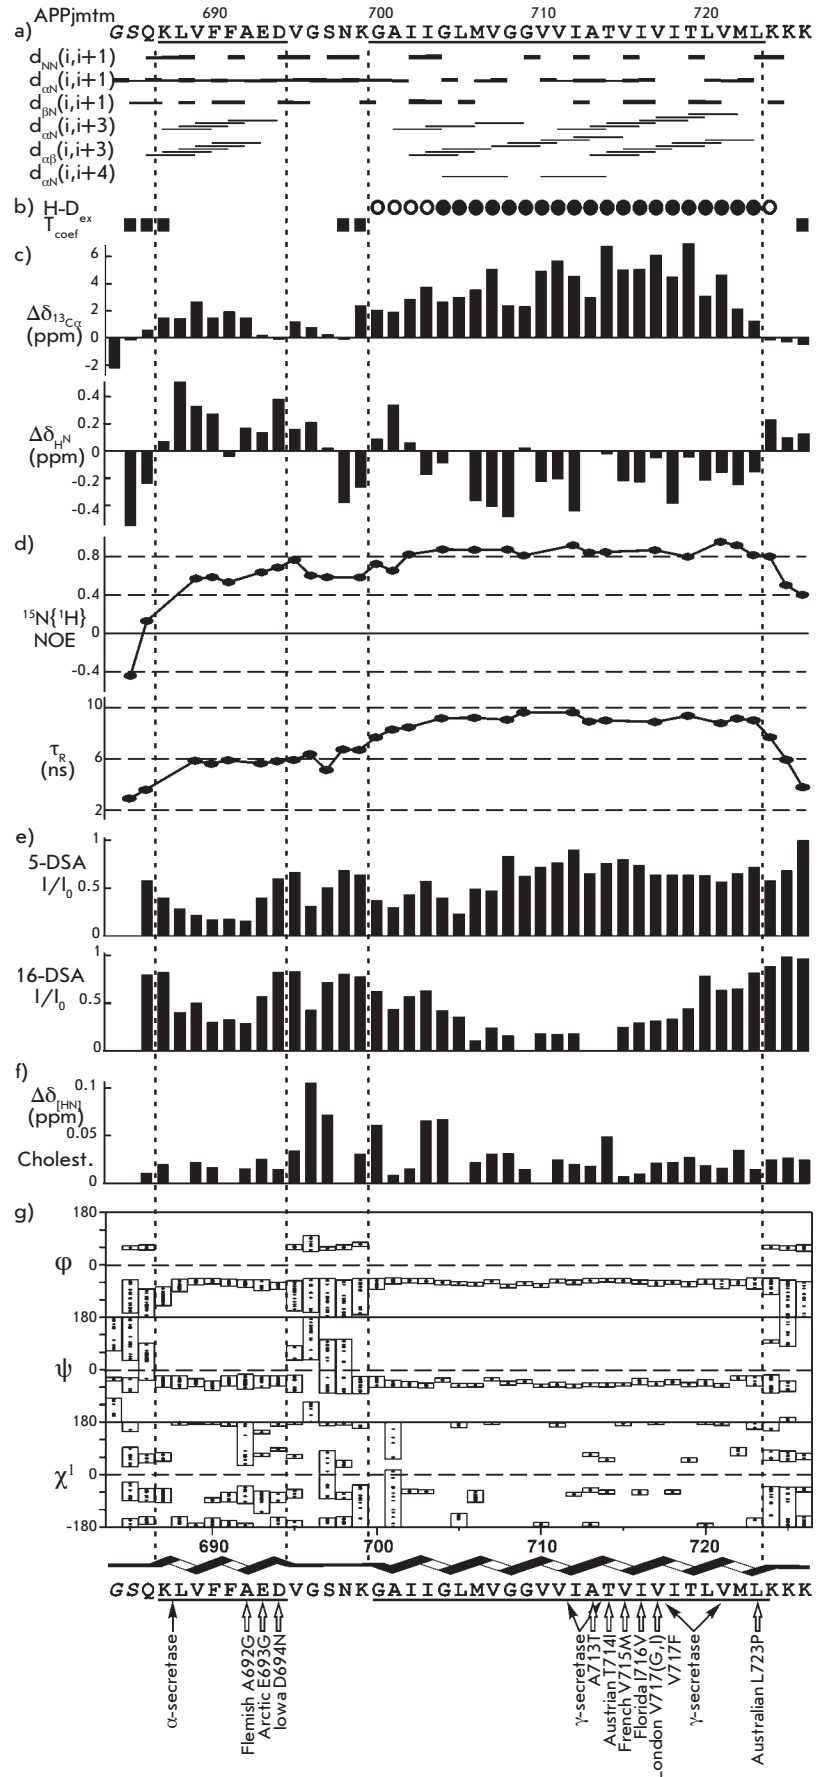 690 700 710 720
APPjmtm
a) GSQKLVFFAEDVGSNKGAIIGLMVGGVVIATVIVITLVMLKKK
dNN(i,i+1)
dαN(i,i+1)
dβN(i,i+1)
dαN(i,i+3)
dαβ(i,i+3)
dαN(i,i+4)
b) H-Dex
Tcoef
c)
6
4
2
0
-2
Δδ13Cα
(ppm)
0.4
0.2
0
-0.2
-0.4
ΔδHN
(ppm)
d)
0.8
0.4
0
-0.4
15N{1H}
NOE
10
6
2
τR
(ns)
e)
1
0.5
0
5-DSA
I/I0
1
0.5
0
16-DSA
I/I0
f)
0.1
0.05
0
Δδ[HN]
(ppm)
Cholest.
g)
180
0
φ
180
0
ψ
180
0
-180
χ1
690 700 710 720
GSQKLVFFAEDVGSNKGAIIGLMVGGVVIATVIVITLVMLKKK
α-secretase
Flemish A692G
Arctic E693G
Iowa D694N
γ-secretase
A713T
Austrian T714I
French V715M
Florida I716V
London V717(G,I)
V717F
γ-secretase
Australian L723P